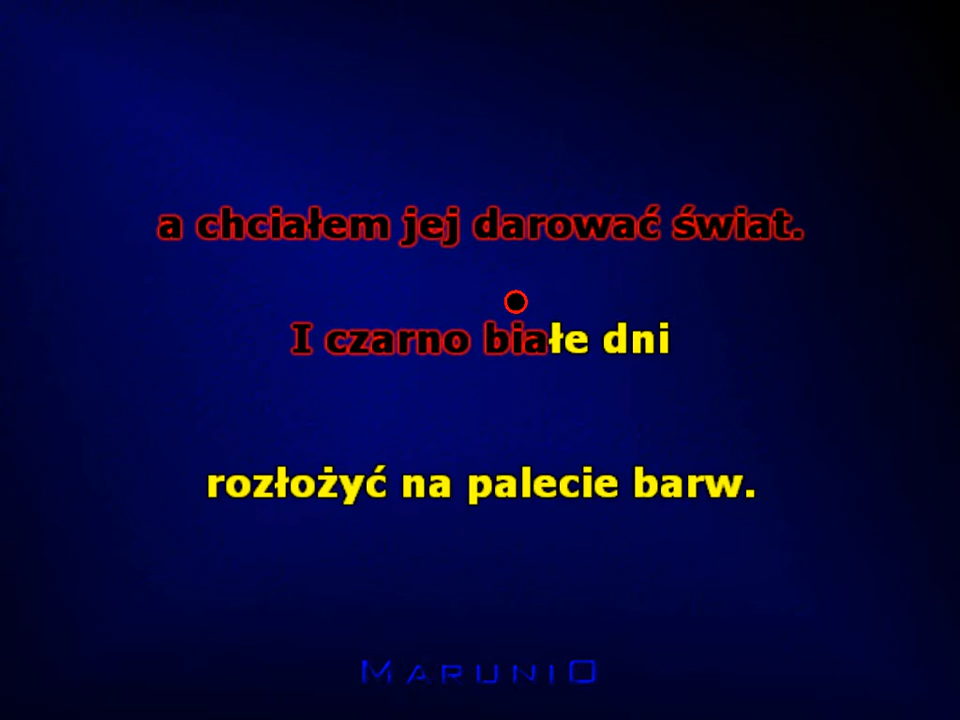 a chciałem jej darować świat.
I czarno białe dni
rozłożyć na palecie barw.
MARUNIO